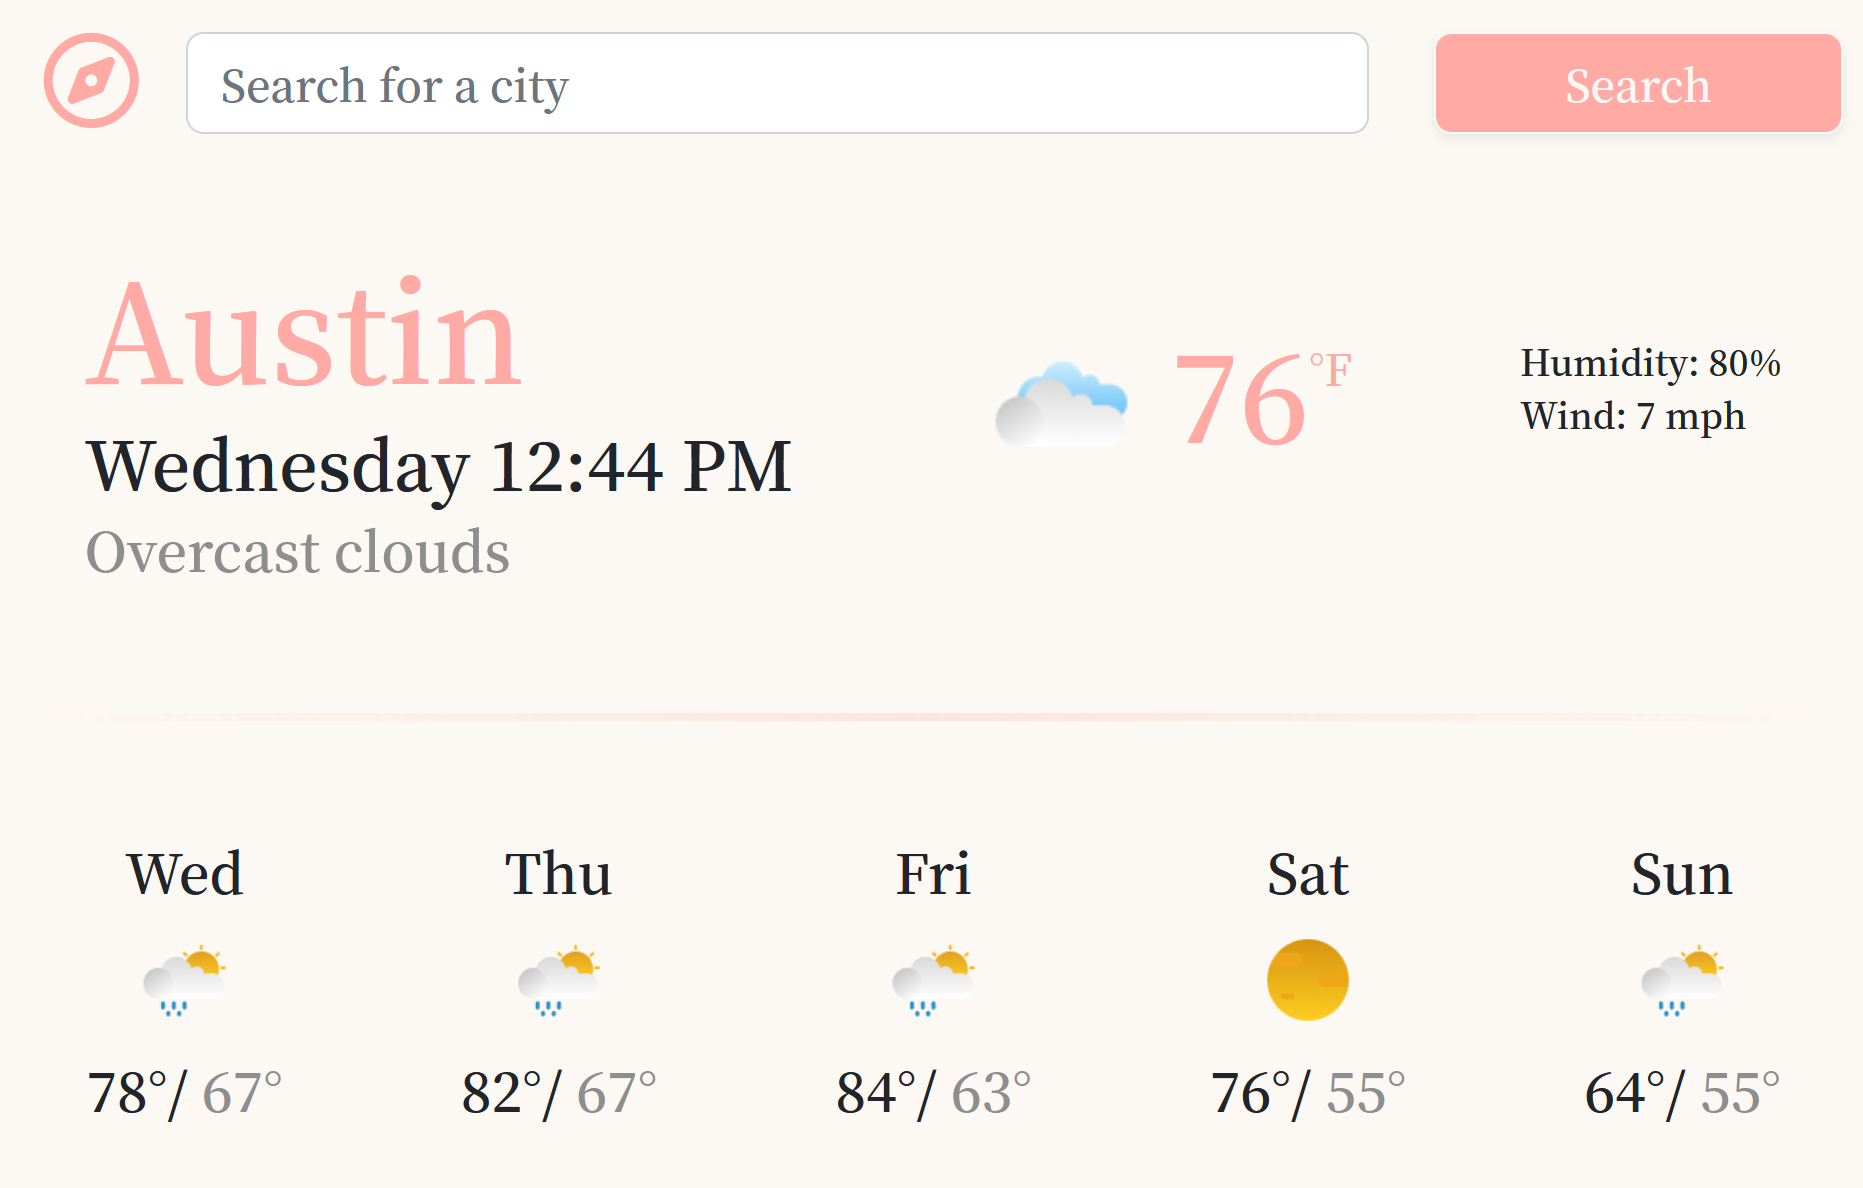 Search for a city
Search
Austin
Wednesday 12:44 PM
Overcast clouds
76°F
Humidity: 80%
Wind: 7 mph
Wed Thu Fri Sat Sun
78°/ 67° 82°/ 67° 84°/ 63° 76°/ 55° 64°/ 55°